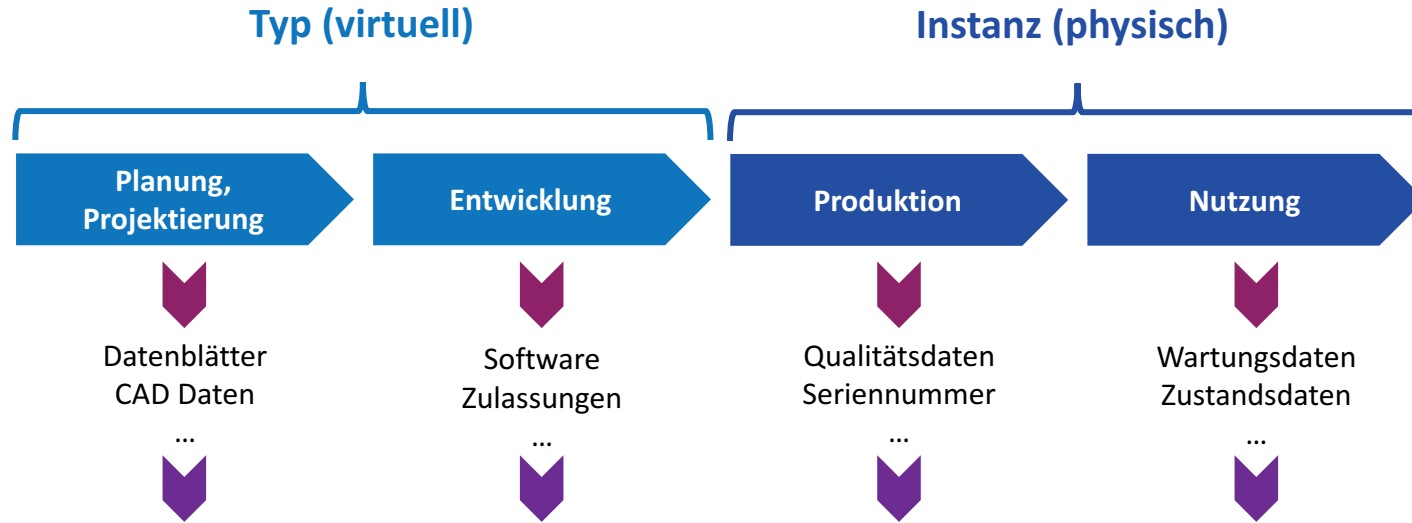 Typ (virtuell)
Instanz (physisch)
Planung,
Projektierung
Entwicklung
Produktion
Nutzung
Datenblätter
CAD Daten
...
Software
Zulassungen
...
Qualitätsdaten
Seriennummer
...
Wartungsdaten
Zustandsdaten
...